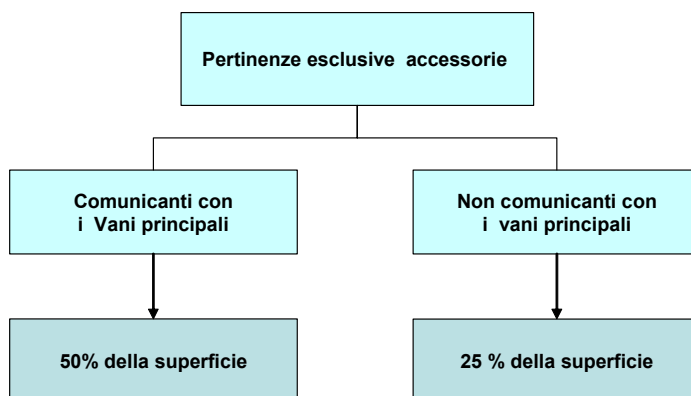 Pertinenze esclusive accessorie
Comunicanti con
i Vani principali
Non comunicanti con
i vani principali
50% della superficie
25 % della superficie